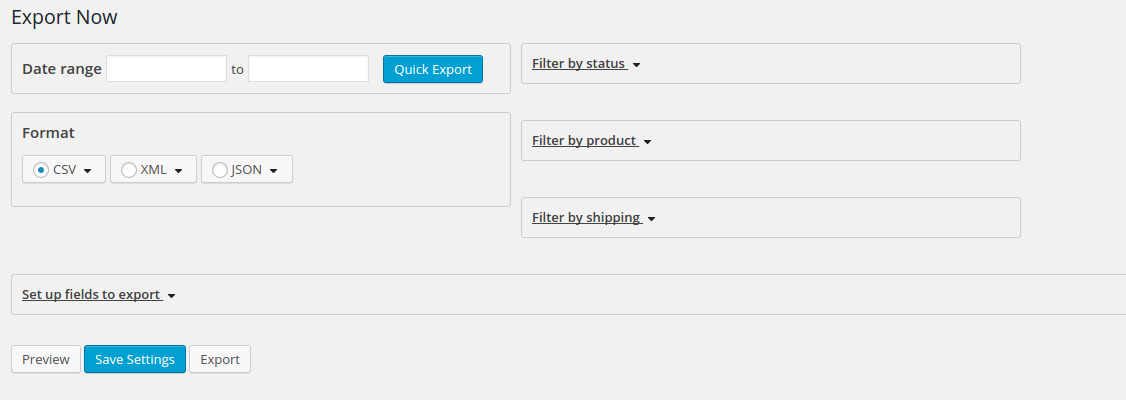 Export Now
Date range to Quick Export
Format
CSV XML JSON
Filter by status
Filter by product
Filter by shipping
Set up fields to export
Preview Save Settings Export